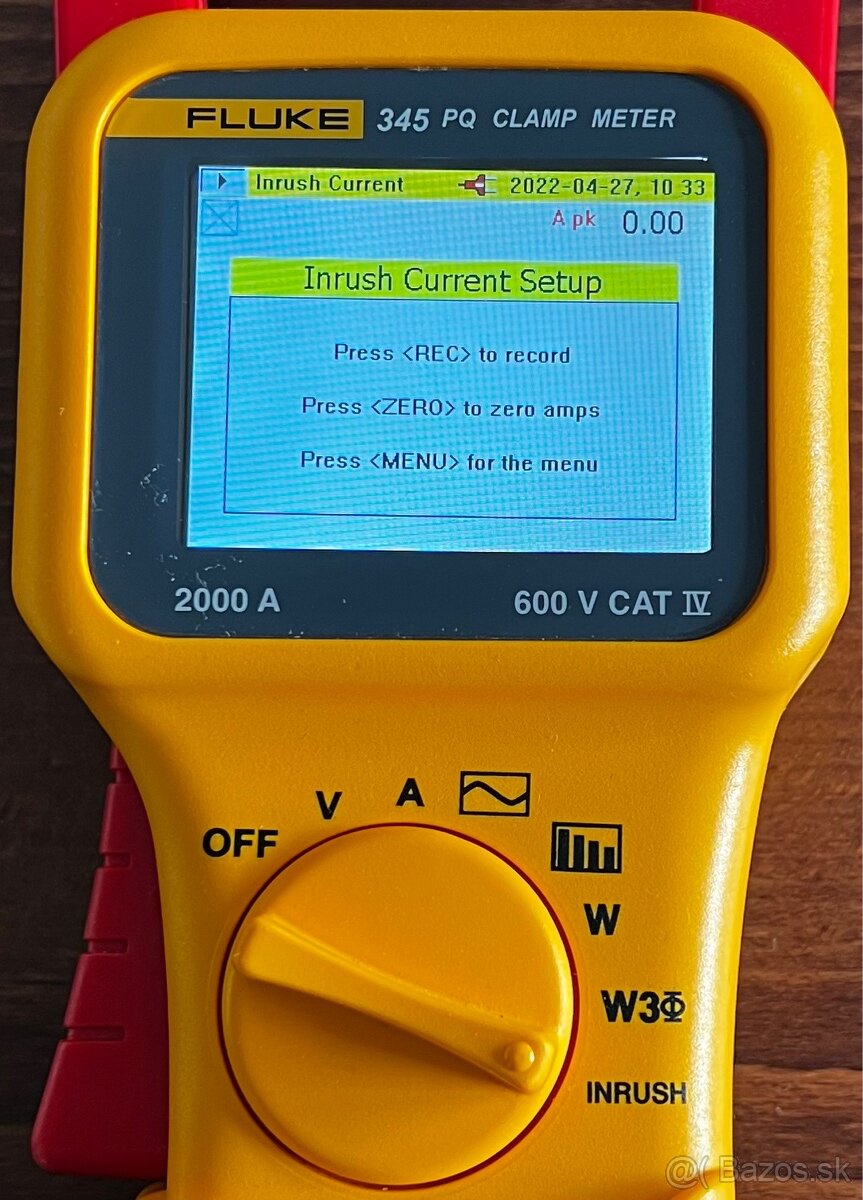 FLUKE 345 PQ CLAMP METER
Inrush Current 2022-04-27, 10 33
A pk 0.00
Inrush Current Setup
Press <REC> to record
Press <ZERO> to zero amps
Press <MENU> for the menu
2000 A 600 V CAT IV
OFF
V
A
W
W3Φ
INRUSH
@( Bazos.sk